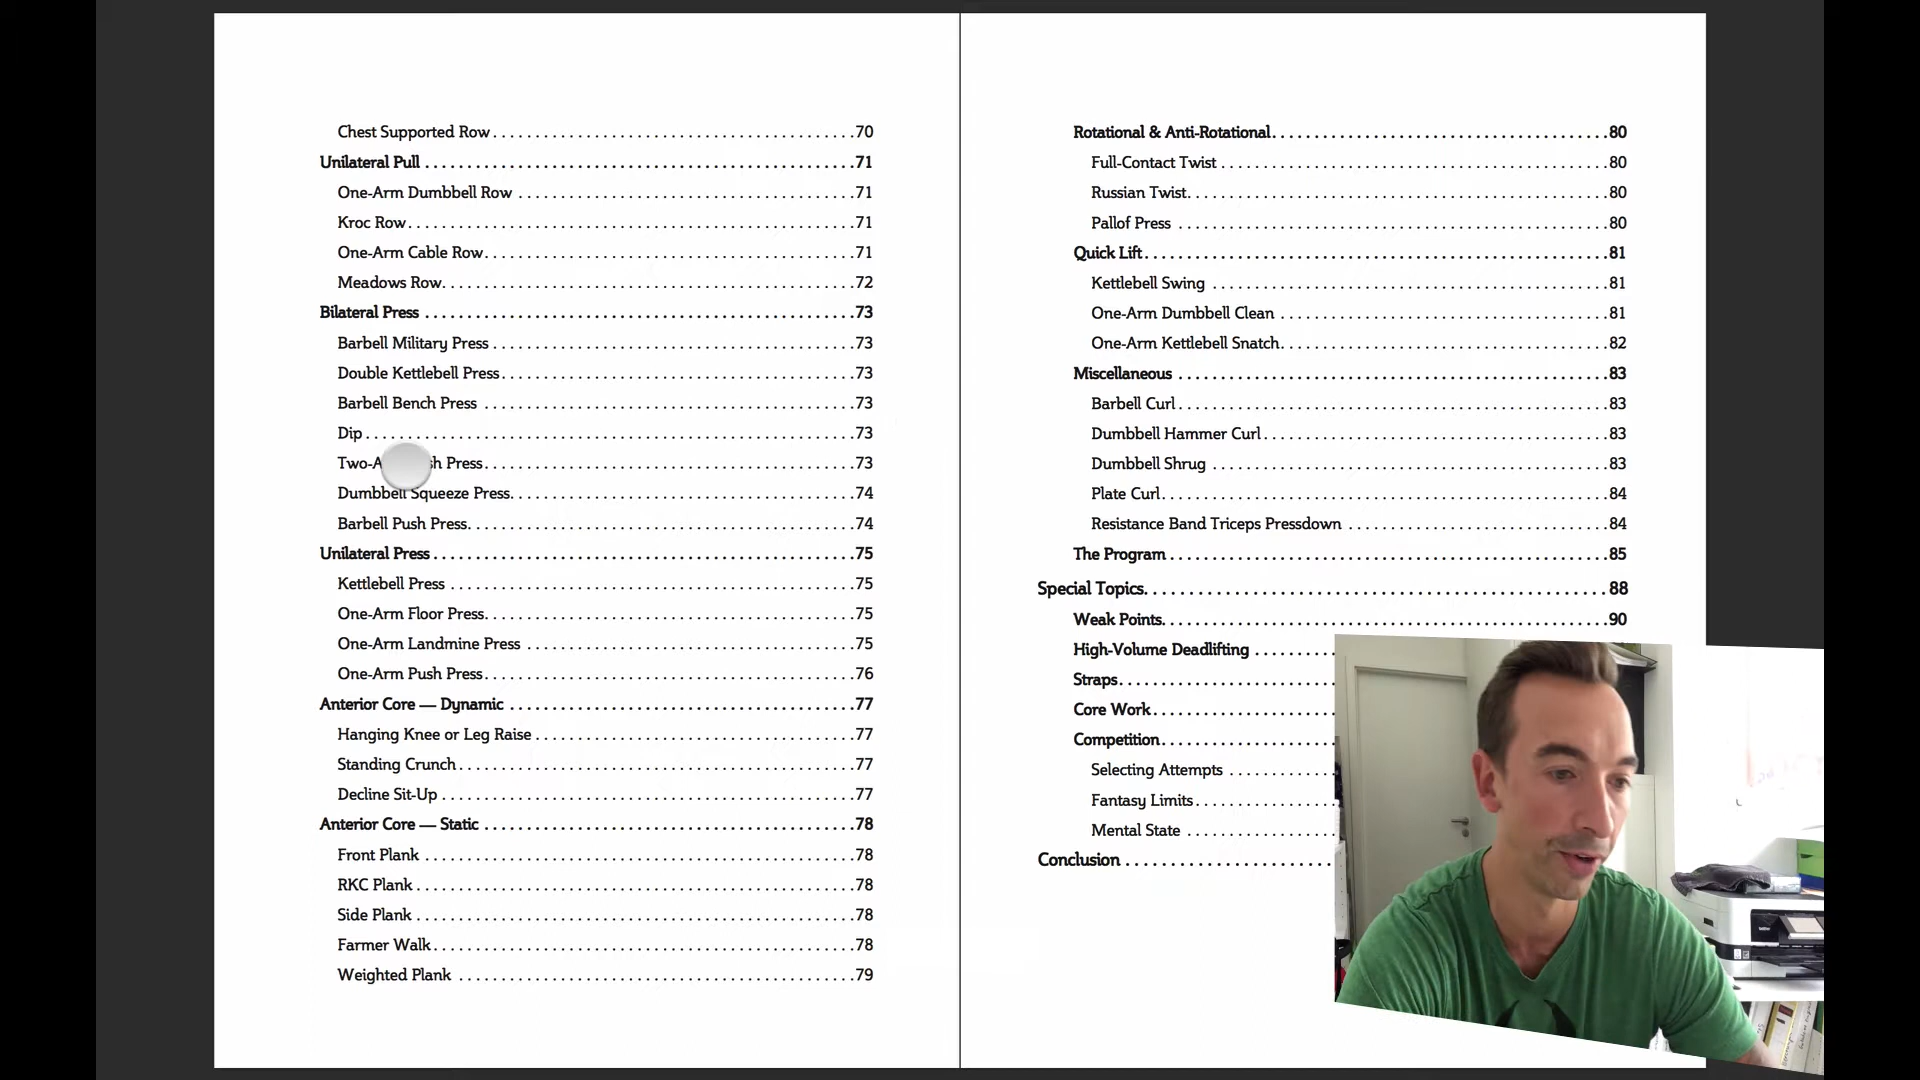 Chest Supported Row . . . . . . . . . . . . . . . . . . . . . . . . . . . . . . . . . . . . . . . . 70
Unilateral Pull . . . . . . . . . . . . . . . . . . . . . . . . . . . . . . . . . . . . . . . . 71
One-Arm Dumbbell Row . . . . . . . . . . . . . . . . . . . . . . . . . . . . . . . . . . . . . 71
Kroc Row . . . . . . . . . . . . . . . . . . . . . . . . . . . . . . . . . . . . . . . . 71
One-Arm Cable Row . . . . . . . . . . . . . . . . . . . . . . . . . . . . . . . . . . . . . . . . 71
Meadows Row . . . . . . . . . . . . . . . . . . . . . . . . . . . . . . . . . . . . . . . . 72
Bilateral Press . . . . . . . . . . . . . . . . . . . . . . . . . . . . . . . . . . . . . . . . 73
Barbell Military Press . . . . . . . . . . . . . . . . . . . . . . . . . . . . . . . . . . . . . . . . 73
Double Kettlebell Press . . . . . . . . . . . . . . . . . . . . . . . . . . . . . . . . . . . . . . . 73
Barbell Bench Press . . . . . . . . . . . . . . . . . . . . . . . . . . . . . . . . . . . . . . . . 73
Dip . . . . . . . . . . . . . . . . . . . . . . . . . . . . . . . . . . . . . . . . 73
Press . . . . . . . . . . . . . . . . . . . . . . . . . . . . . . . . . . . . . . . . 73
Dumbbell Squeeze Press . . . . . . . . . . . . . . . . . . . . . . . . . . . . . . . . . . . . . . 74
Barbell Push Press . . . . . . . . . . . . . . . . . . . . . . . . . . . . . . . . . . . . . . . . 74
Unilateral Press . . . . . . . . . . . . . . . . . . . . . . . . . . . . . . . . . . . . . . . . 75
Kettlebell Press . . . . . . . . . . . . . . . . . . . . . . . . . . . . . . . . . . . . . . . . 75
One-Arm Floor Press . . . . . . . . . . . . . . . . . . . . . . . . . . . . . . . . . . . . . . . . 75
One-Arm Landmine Press . . . . . . . . . . . . . . . . . . . . . . . . . . . . . . . . . . . . 75
One-Arm Push Press . . . . . . . . . . . . . . . . . . . . . . . . . . . . . . . . . . . . . . . . 76
Anterior Core — Dynamic . . . . . . . . . . . . . . . . . . . . . . . . . . . . . . . . . . . . . . 77
Hanging Knee or Leg Raise . . . . . . . . . . . . . . . . . . . . . . . . . . . . . . . . . . . 77
Standing Crunch . . . . . . . . . . . . . . . . . . . . . . . . . . . . . . . . . . . . . . . . 77
Decline Sit-Up . . . . . . . . . . . . . . . . . . . . . . . . . . . . . . . . . . . . . . . . 77
Anterior Core — Static . . . . . . . . . . . . . . . . . . . . . . . . . . . . . . . . . . . . . . . . 78
Front Plank . . . . . . . . . . . . . . . . . . . . . . . . . . . . . . . . . . . . . . . . 78
RKC Plank . . . . . . . . . . . . . . . . . . . . . . . . . . . . . . . . . . . . . . . . 78
Side Plank . . . . . . . . . . . . . . . . . . . . . . . . . . . . . . . . . . . . . . . . 78
Farmer Walk . . . . . . . . . . . . . . . . . . . . . . . . . . . . . . . . . . . . . . . . 78
Weighted Plank . . . . . . . . . . . . . . . . . . . . . . . . . . . . . . . . . . . . . . . . 79
Rotational & Anti-Rotational . . . . . . . . . . . . . . . . . . . . . . . . . . . . . . . . . . . . . 80
Full-Contact Twist . . . . . . . . . . . . . . . . . . . . . . . . . . . . . . . . . . . . . . . . 80
Russian Twist . . . . . . . . . . . . . . . . . . . . . . . . . . . . . . . . . . . . . . . . 80
Pallof Press . . . . . . . . . . . . . . . . . . . . . . . . . . . . . . . . . . . . . . . . 80
Quick Lift . . . . . . . . . . . . . . . . . . . . . . . . . . . . . . . . . . . . . . . . 81
Kettlebell Swing . . . . . . . . . . . . . . . . . . . . . . . . . . . . . . . . . . . . . . . . 81
One-Arm Dumbbell Clean . . . . . . . . . . . . . . . . . . . . . . . . . . . . . . . . . . . . 81
One-Arm Kettlebell Snatch . . . . . . . . . . . . . . . . . . . . . . . . . . . . . . . . . . . . 82
Miscellaneous . . . . . . . . . . . . . . . . . . . . . . . . . . . . . . . . . . . . . . . . 83
Barbell Curl . . . . . . . . . . . . . . . . . . . . . . . . . . . . . . . . . . . . . . . . 83
Dumbbell Hammer Curl . . . . . . . . . . . . . . . . . . . . . . . . . . . . . . . . . . . . . 83
Dumbbell Shrug . . . . . . . . . . . . . . . . . . . . . . . . . . . . . . . . . . . . . . . . 83
Plate Curl . . . . . . . . . . . . . . . . . . . . . . . . . . . . . . . . . . . . . . . . 84
Resistance Band Triceps Pressdown . . . . . . . . . . . . . . . . . . . . . . . . . . . . . 84
The Program . . . . . . . . . . . . . . . . . . . . . . . . . . . . . . . . . . . . . . . . 85
Special Topics . . . . . . . . . . . . . . . . . . . . . . . . . . . . . . . . . . . . . . . . 88
Weak Points . . . . . . . . . . . . . . . . . . . . . . . . . . . . . . . . . . . . . . . . 90
High-Volume Deadlifting . . . . . . . . .
Straps . . . . . . . . . . . . . . . . . . . . . . . .
Core Work . . . . . . . . . . . . . . . . . . . .
Competition . . . . . . . . . . . . . . . . . . .
Selecting Attempts . . . . . . . . . . . .
Fantasy Limits . . . . . . . . . . . . . . . .
Mental State . . . . . . . . . . . . . . . . .
Conclusion . . . . . . . . . . . . . . . . . . . . .